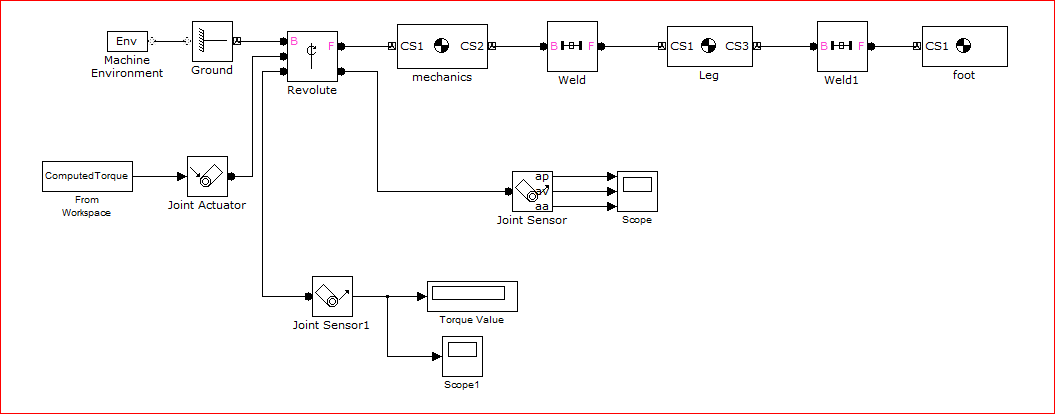 Env
Machine
Environment
Ground
B
F
Revolute
CS1
CS2
mechanics
B
F
Weld
CS1
CS3
Leg
B
F
Weld1
CS1
foot
ComputedTorque
From
Workspace
Joint Actuator
ap
av
aa
Joint Sensor
Scope
Joint Sensor1
Torque Value
Scope1